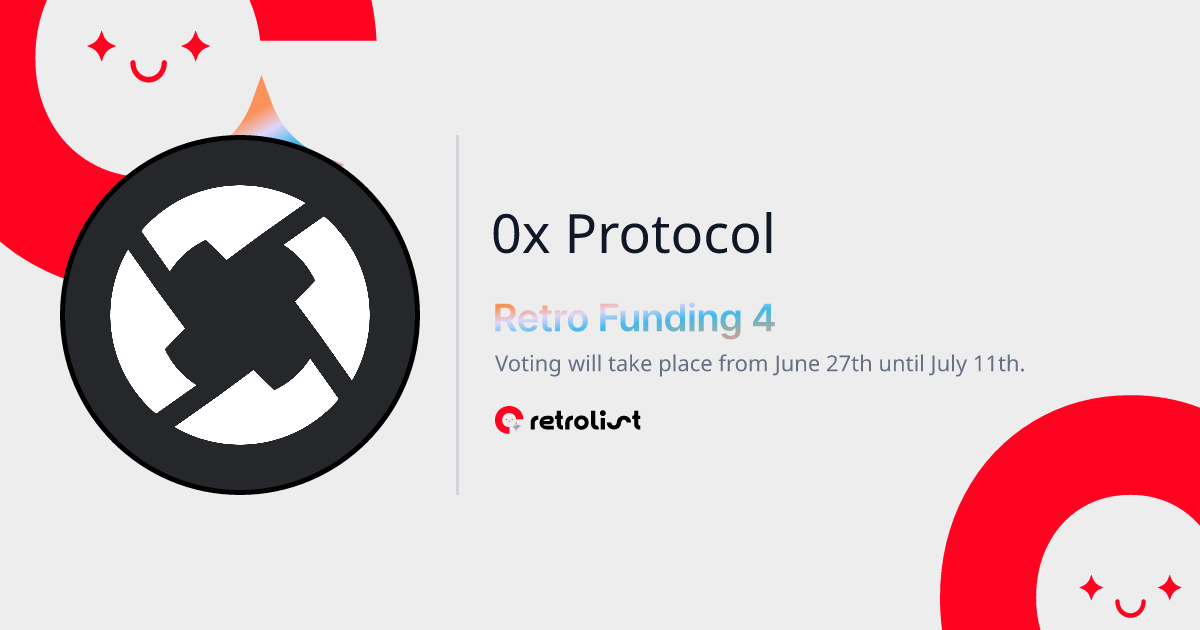 0x Protocol
Retro Funding 4
Voting will take place from June 27th until July 11th.
retrolist